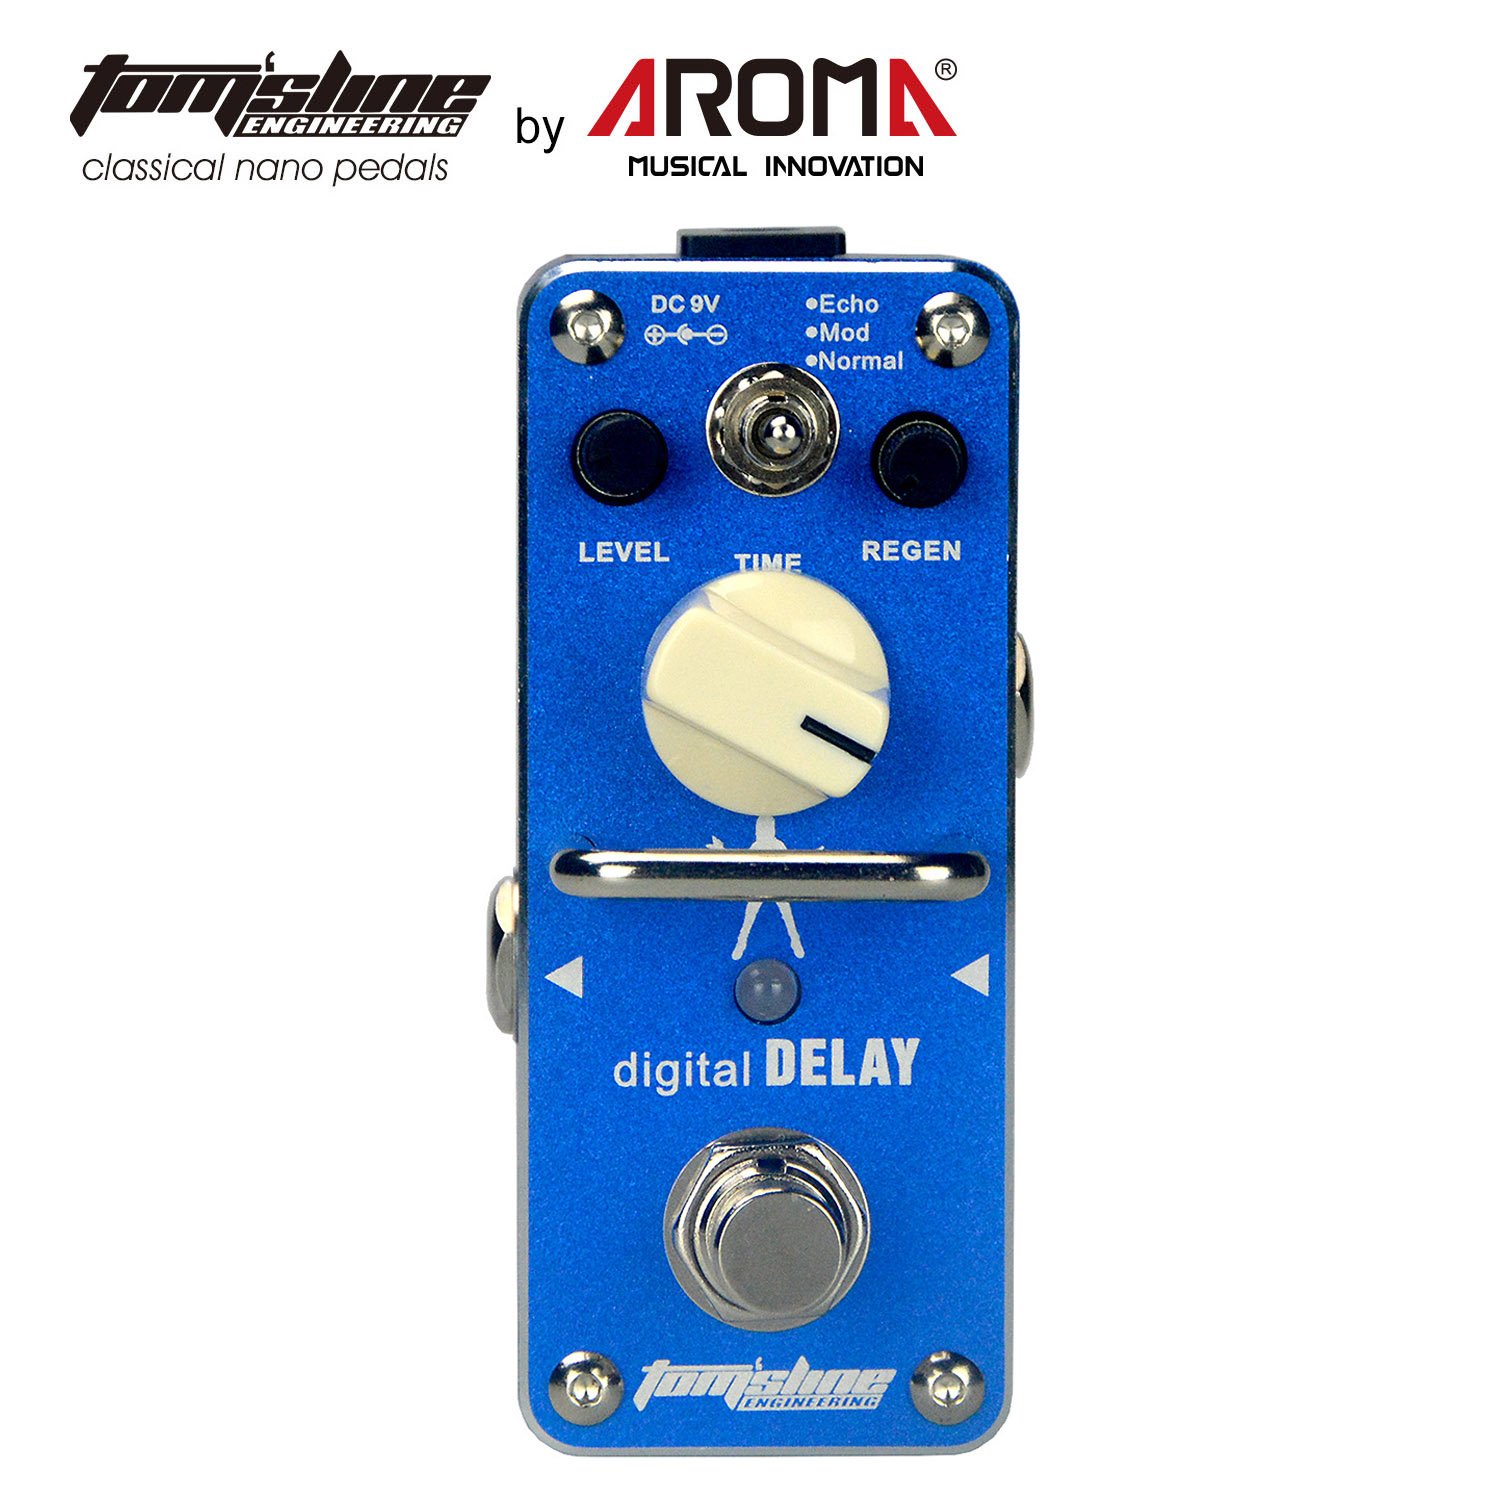 tom'sline
ENGINEERING
classical nano pedals
by
AROMA®
MUSICAL INNOVATION
DC 9V
•Echo
•Mod
•Normal
LEVEL
TIME
REGEN
digital DELAY
tom'sline
ENGINEERING